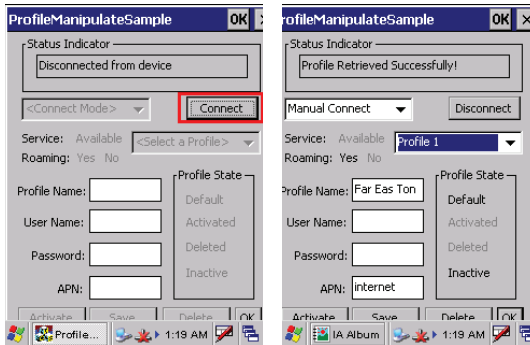 ProfileManipulateSample OK
Status Indicator
Disconnected from device
<Connect Mode> Connect
Service: Available <Select a Profile>
Roaming: Yes No
Profile State
Profile Name:
Default
User Name: Activated
Password: Deleted
Inactive
APN:
Activate Save Delete OK
Profile... 1:19 AM
rofileManipulateSample OK
Status Indicator
Profile Retrieved Successfully!
Manual Connect Disconnect
Service: Available Profile 1
Roaming: Yes No
Profile State
Profile Name: Far Eas Ton
Default
User Name: Activated
Password: Deleted
Inactive
APN: internet
Activate Save Delete OK
IA Album 1:19 AM